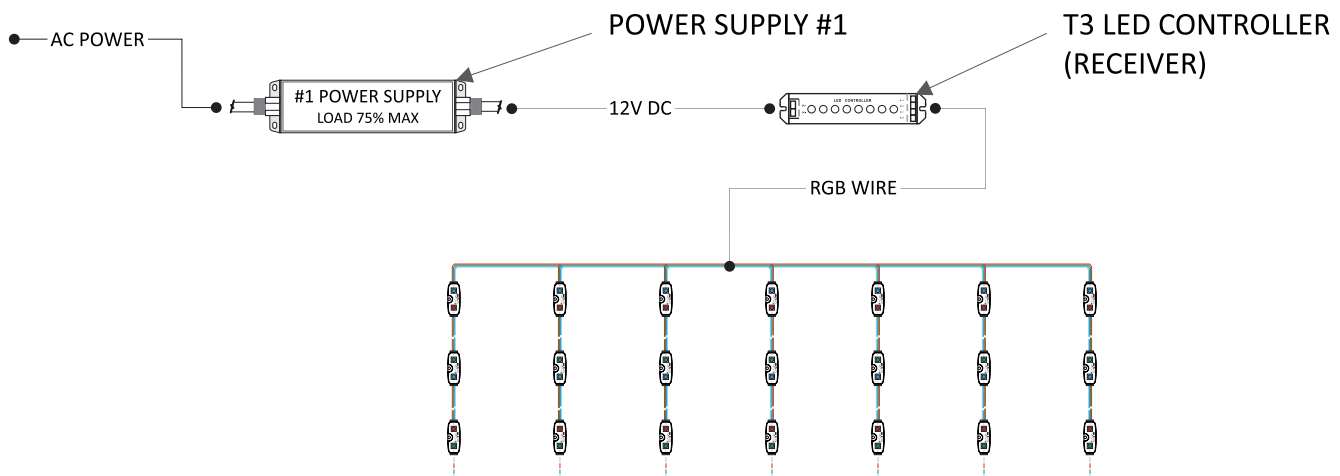 POWER SUPPLY #1
T3 LED CONTROLLER
(RECEIVER)
AC POWER
#1 POWER SUPPLY
LOAD 75% MAX
12V DC
LED CONTROLLER
RGB WIRE